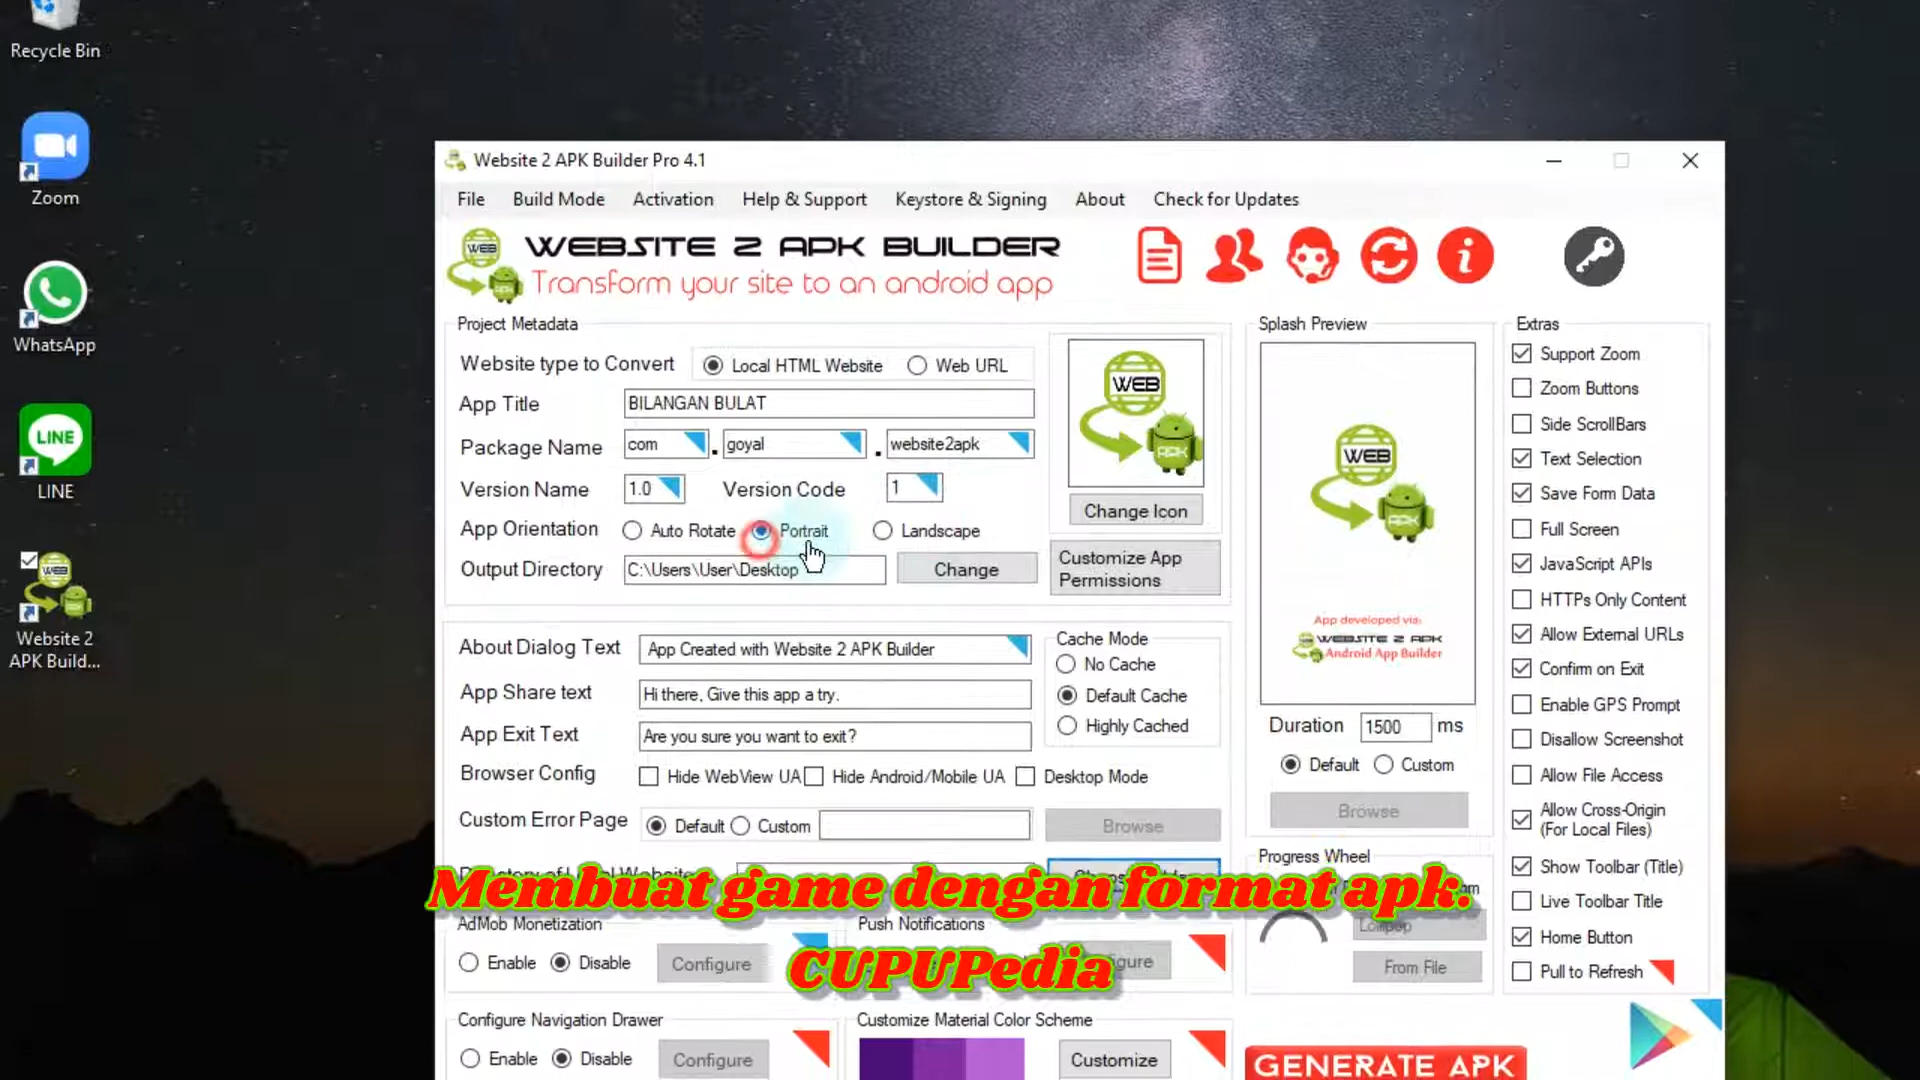 Recycle Bin
Zoom
WhatsApp
LINE
Website 2
APK Build...
Website 2 APK Builder Pro 4.1
File Build Mode Activation Help & Support Keystore & Signing About Check for Updates
WEBSITE 2 APK BUILDER
Transform your site to an android app
Project Metadata
Website type to Convert Local HTML Website Web URL
App Title BILANGAN BULAT
Package Name com . goyal . website2apk
Version Name 1.0 Version Code 1
App Orientation Auto Rotate Portrait Landscape
Output Directory C:\Users\User\Desktop Change
WEB
APK
Change Icon
Customize App
Permissions
About Dialog Text App Created with Website 2 APK Builder
App Share text Hi there, Give this app a try.
App Exit Text Are you sure you want to exit?
Browser Config Hide WebView UA Hide Android/Mobile UA Desktop Mode
Custom Error Page Default Custom Browse
Cache Mode
No Cache
Default Cache
Highly Cached
Splash Preview
WEB
APK
App developed via:
WEBSITE 2 APK
Android App Builder
Duration 1500 ms
Default Custom
Browse
Progress Wheel
Lollipop
From File
Extras
Support Zoom
Zoom Buttons
Side ScrollBars
Text Selection
Save Form Data
Full Screen
JavaScript APIs
HTTPs Only Content
Allow External URLs
Confirm on Exit
Enable GPS Prompt
Disallow Screenshot
Allow File Access
Allow Cross-Origin
(For Local Files)
Show Toolbar (Title)
Live Toolbar Title
Home Button
Pull to Refresh
Membuat game dengan format apk.
CUPUPedia
AdMob Monetization
Enable Disable Configure
Push Notifications
Configure Navigation Drawer
Enable Disable Configure
Customize Material Color Scheme
Customize
GENERATE APK